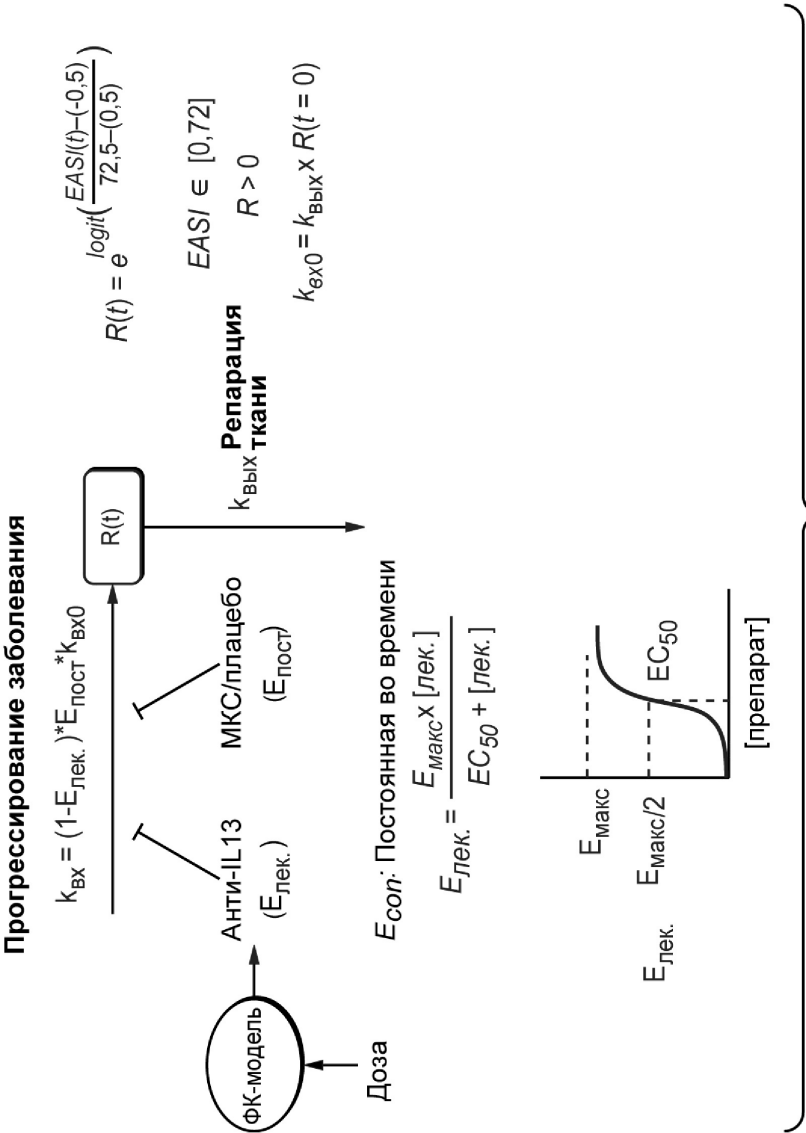 Прогрессирование заболевания
k_вх = (1-E_лек.)*E_пост*k_вх0
R(t)
Анти-IL13
(E_лек.)
МКС/плацебо
(E_пост)
ФК-модель
Доза
k_вых
Репарация
ткани
R(t) = e^logit((EASI(t)–(-0,5))/(72,5–(0,5)))
EASI ∈ [0,72]
R > 0
k_вх0 = k_вых x R(t = 0)
E_con: Постоянная во времени
E_лек. = (E_макс x [лек.])/(EC_50 + [лек.])
E_лек.
E_макс
E_макс/2
EC_50
[препарат]